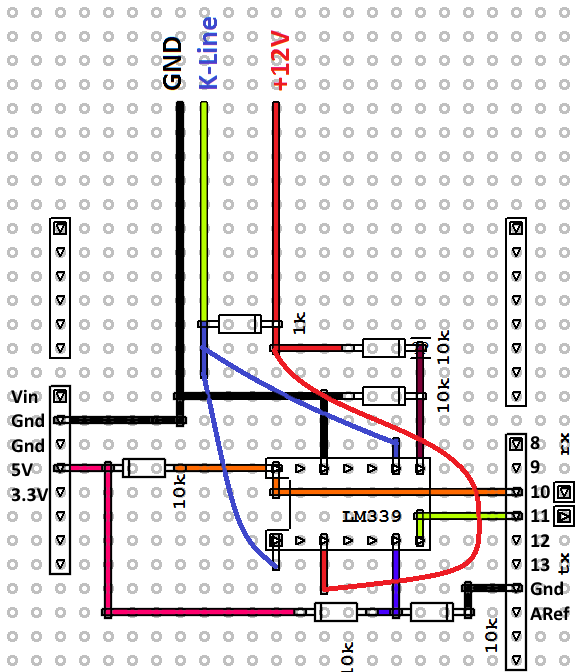 GND K-Line +12V
1k
10k
10k
Vin
Gnd
Gnd
5V
3.3V
10k
LM339
8 rx
9
10
11
12
13 tx
Gnd
ARef
10k
10k